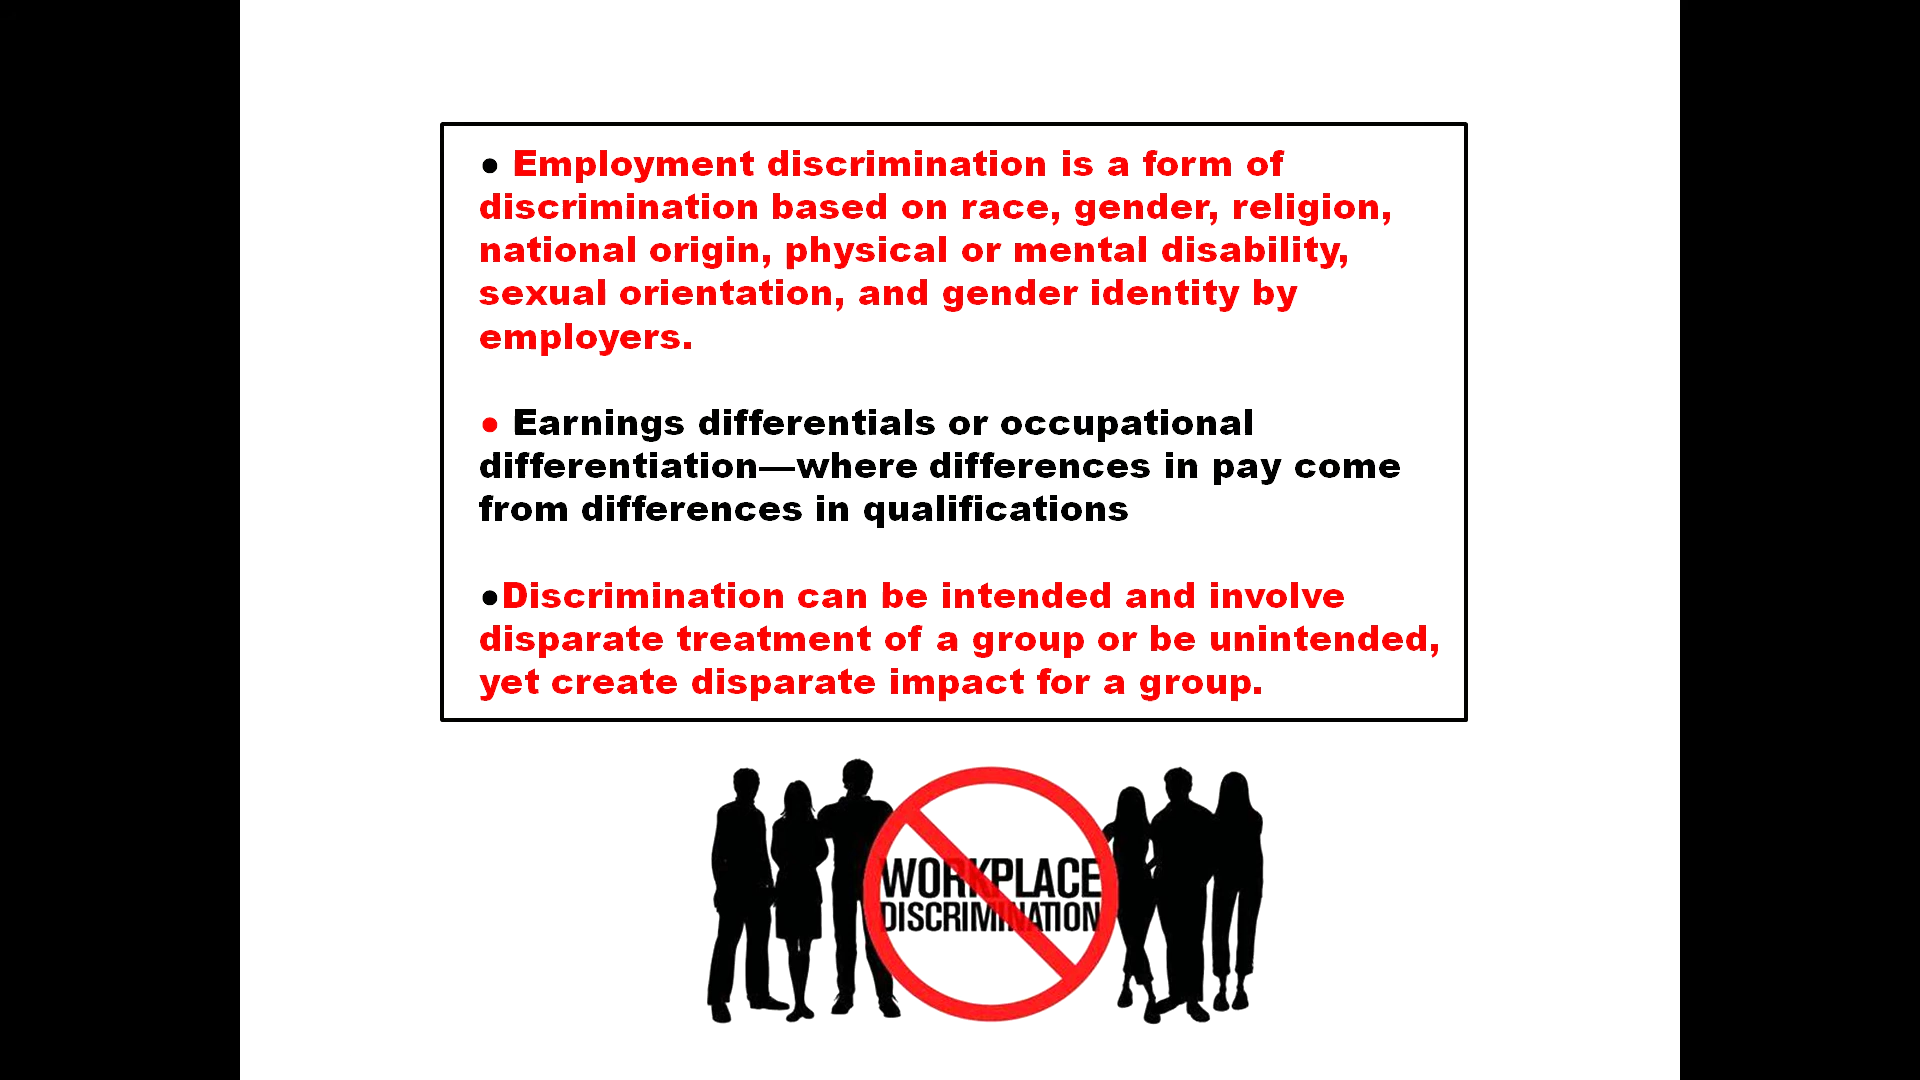 ● Employment discrimination is a form of
discrimination based on race, gender, religion,
national origin, physical or mental disability,
sexual orientation, and gender identity by
employers.
● Earnings differentials or occupational
differentiation—where differences in pay come
from differences in qualifications
●Discrimination can be intended and involve
disparate treatment of a group or be unintended,
yet create disparate impact for a group.
WORKPLACE
DISCRIMINATION